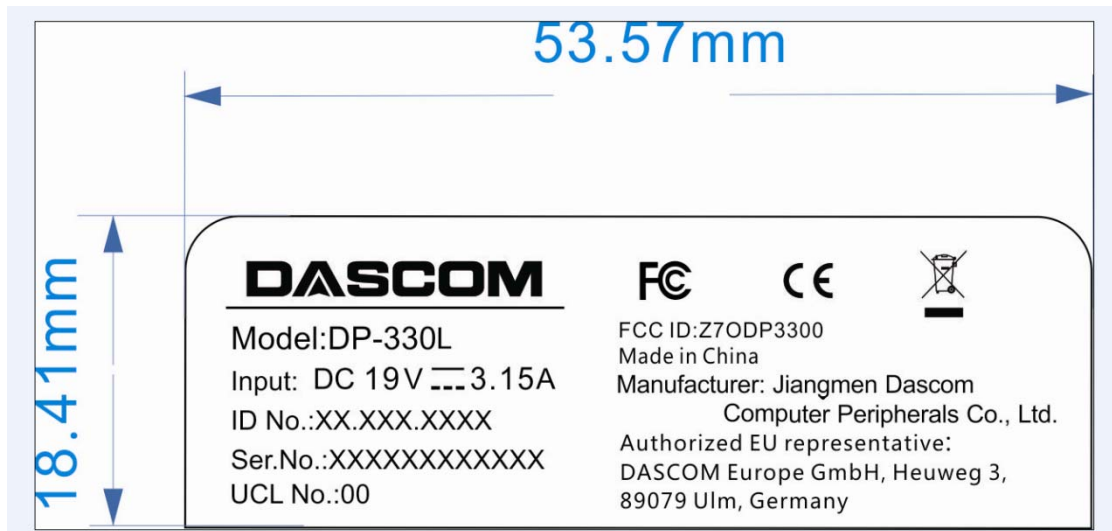 53.57mm
18.41mm
DASCOM
Model:DP-330L
Input: DC 19V ⎓ 3.15A
ID No.:XX.XXX.XXXX
Ser.No.:XXXXXXXXXXXX
UCL No.:00
FC CE
FCC ID:Z7ODP3300
Made in China
Manufacturer: Jiangmen Dascom
Computer Peripherals Co., Ltd.
Authorized EU representative:
DASCOM Europe GmbH, Heuweg 3,
89079 Ulm, Germany